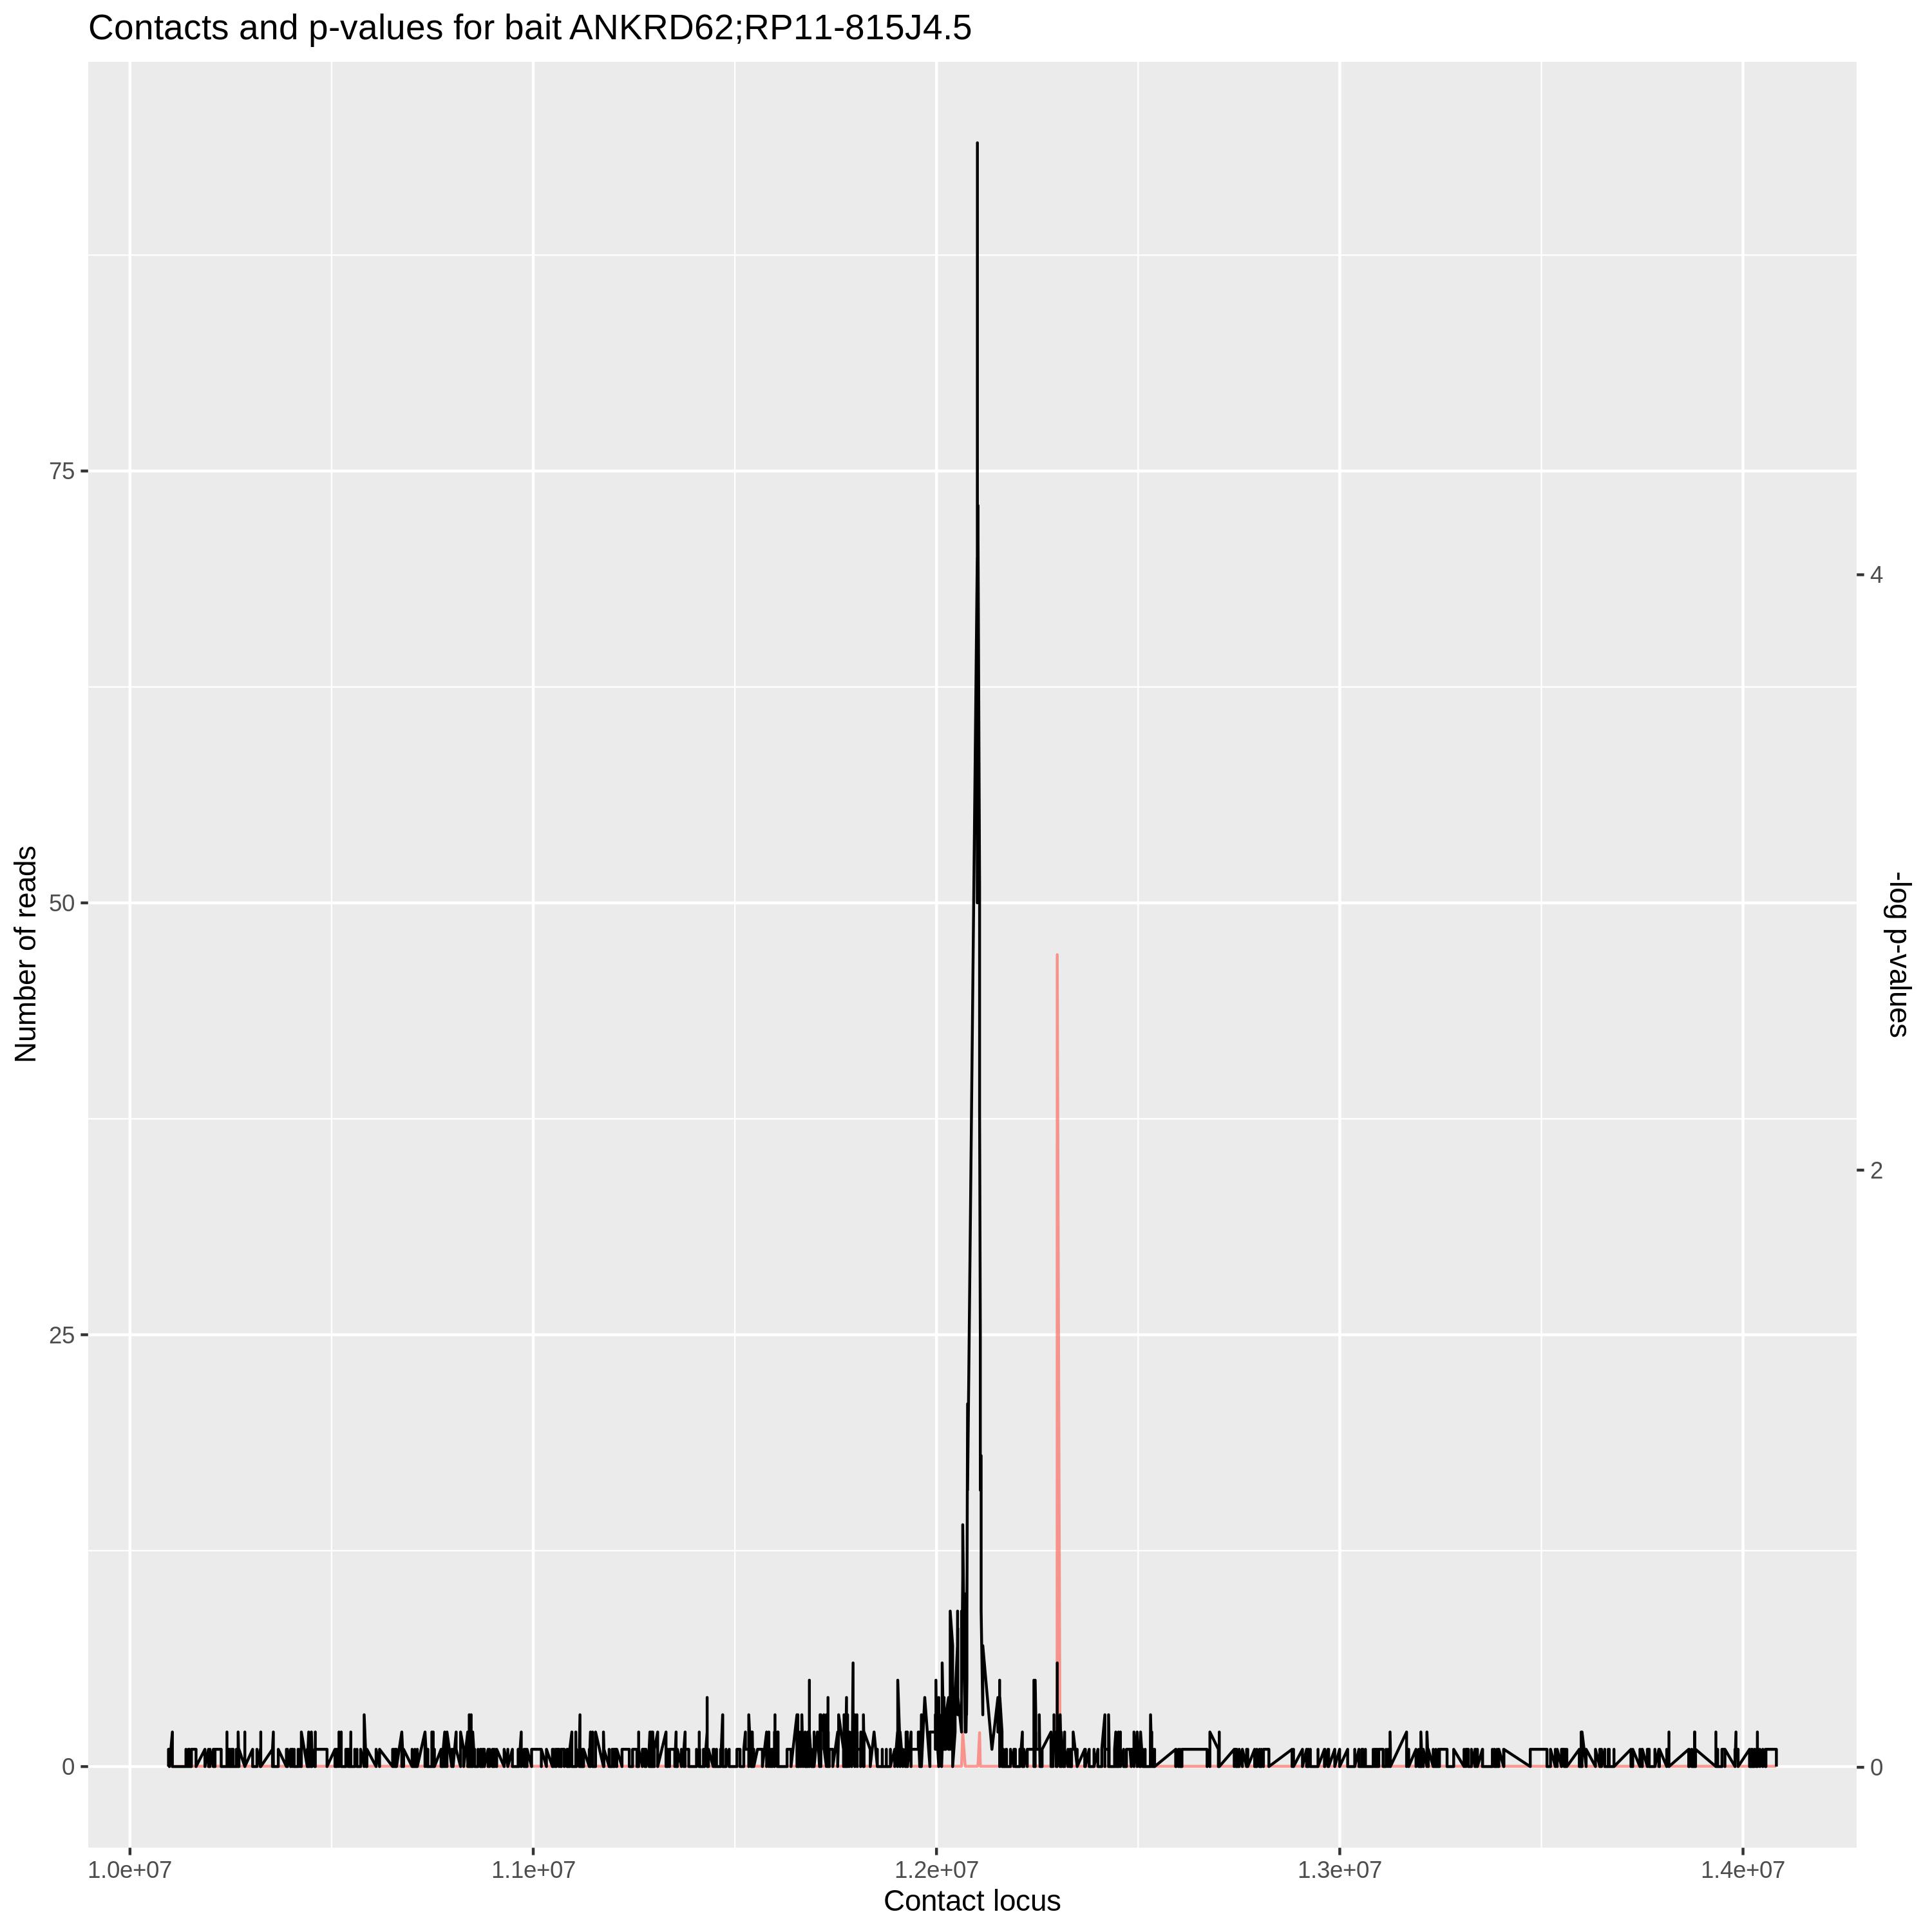 Contacts and p-values for bait ANKRD62;RP11-815J4.5
Number of reads
75
50
25
0
4
2
0
-log p-values
1.0e+07 1.1e+07 1.2e+07 1.3e+07 1.4e+07
Contact locus